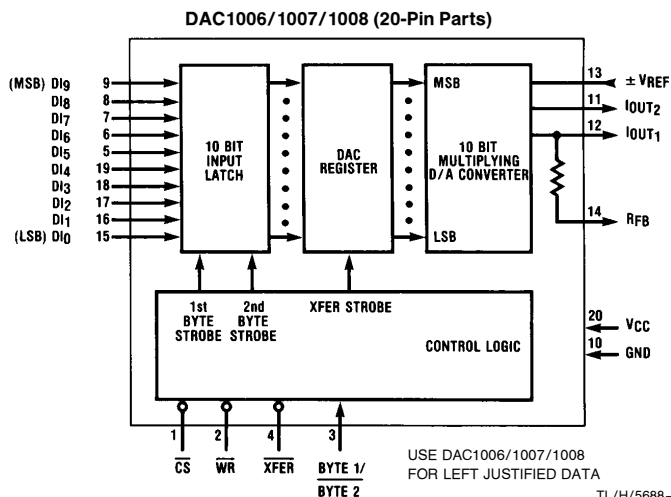 DAC1006/1007/1008 (20-Pin Parts)
(MSB) DI9 9
DI8 8
DI7 7
DI6 6
DI5 5
DI4 19
DI3 18
DI2 17
DI1 16
(LSB) DI0 15
10 BIT
INPUT
LATCH
DAC
REGISTER
MSB
10 BIT
MULTIPLYING
D/A CONVERTER
LSB
13 ± VREF
11 IOUT2
12 IOUT1
14 RFB
1st
BYTE
STROBE
2nd
BYTE
STROBE
XFER STROBE
CONTROL LOGIC
20 VCC
10 GND
1 2 4 3
CS WR XFER BYTE 1/
BYTE 2
USE DAC1006/1007/1008
FOR LEFT JUSTIFIED DATA
TL/H/5688–